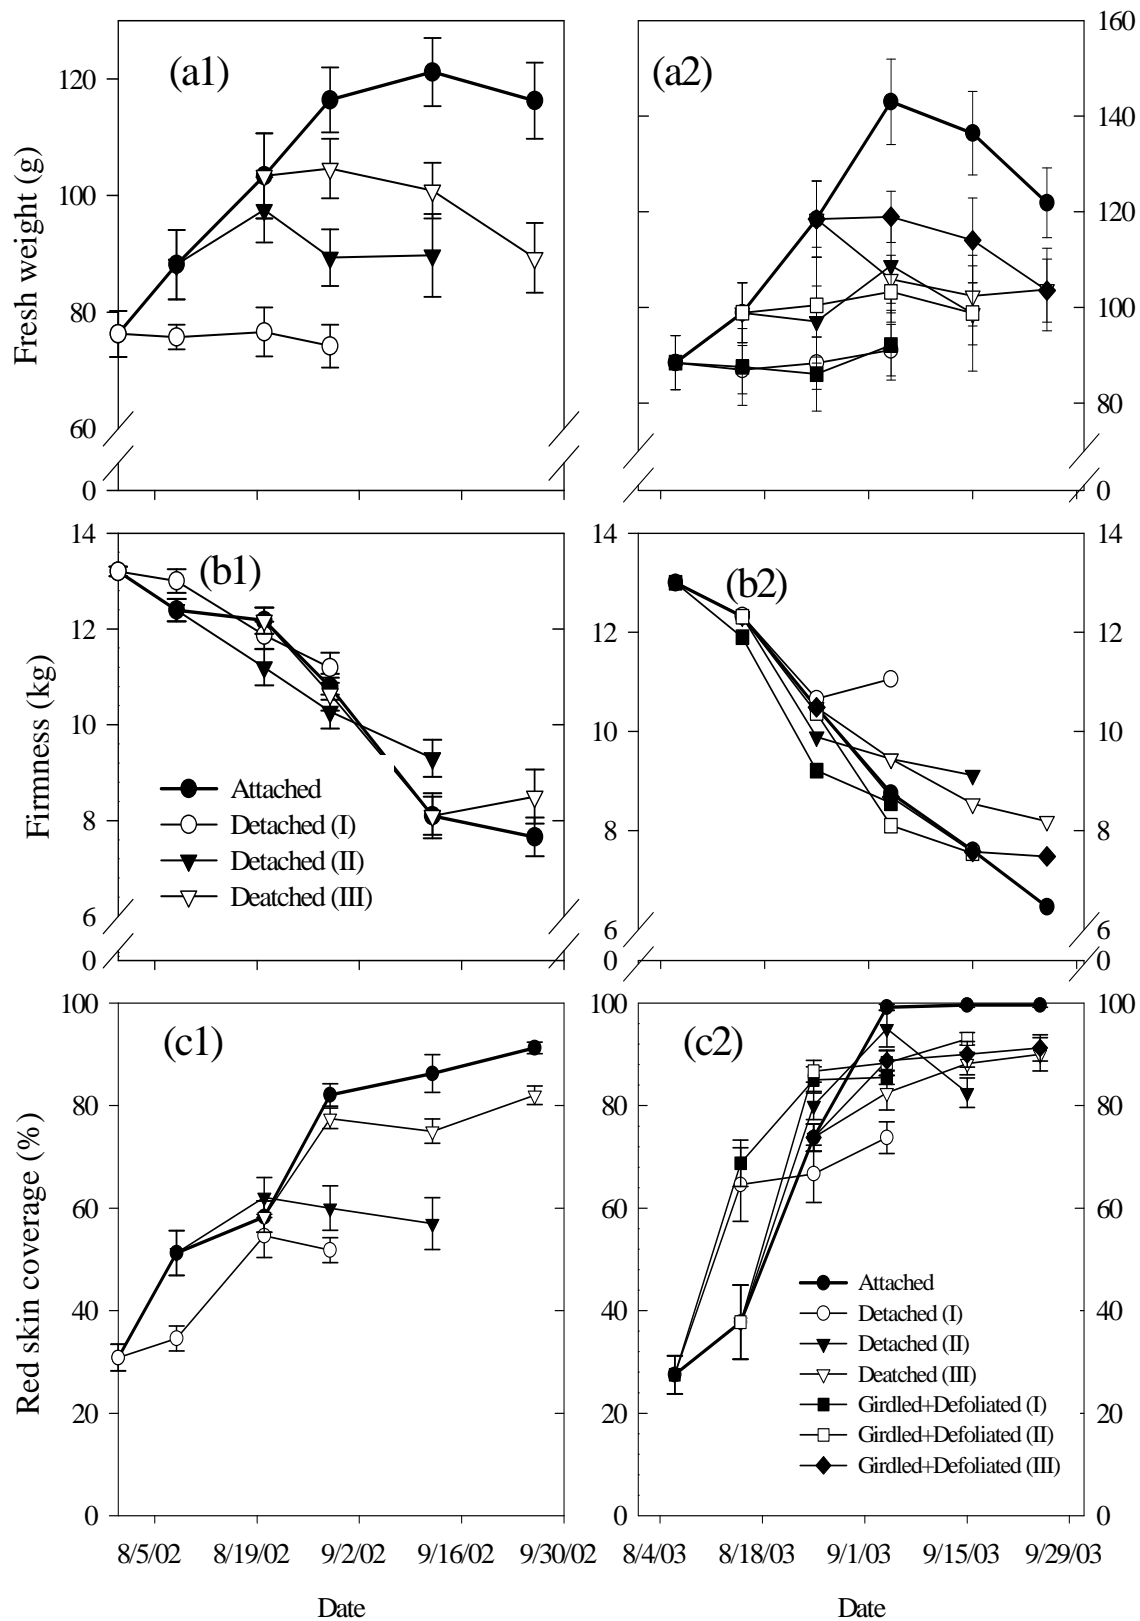 (a1)
(a2)
160
120
140
100
120
80
100
60
80
0
0
Fresh weight (g)
14
14
14
(b1)
(b2)
12
12
12
10
10
10
8
8
8
6
6
6
0
0
0
Firmness (kg)
Attached
Detached (I)
Detached (II)
Deatched (III)
100
100
100
(c1)
(c2)
80
80
80
60
60
60
40
40
40
20
20
20
0
0
0
Red skin coverage (%)
Attached
Detached (I)
Detached (II)
Deatched (III)
Girdled+Defoliated (I)
Girdled+Defoliated (II)
Girdled+Defoliated (III)
8/5/02 8/19/02 9/2/02 9/16/02 9/30/02
8/4/03 8/18/03 9/1/03 9/15/03 9/29/03
Date
Date